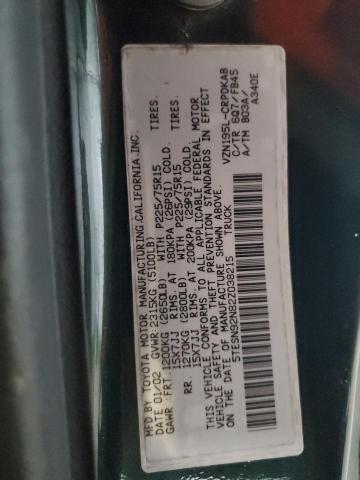 MFD BY TOYOTA MOTOR MANUFACTURING,CALIFORNIA,INC.
DATE 01/02 GVWR 2315KG (5100LB)
GAWR : FRT.1200KG (2650LB) WITH P225/75R15 TIRES.
15X7JJ RIMS. AT 180KPA (26PSI) COLD.
RR. 1270KG (2800LB) WITH P225/75R15 TIRES.
15X7JJ RIMS. AT 200KPA (29PSI) COLD.
THIS VEHICLE CONFORMS TO ALL APPLICABLE FEDERAL MOTOR
VEHICLE SAFETY AND THEFT PREVENTION STANDARDS IN EFFECT
ON THE DATE OF MANUFACTURE SHOWN ABOVE.
5TESN92N82Z038215 TRUCK
VZN195L-CRPDKAB
C/TR 6Q7/FB45
A/TM B03A/
A340E